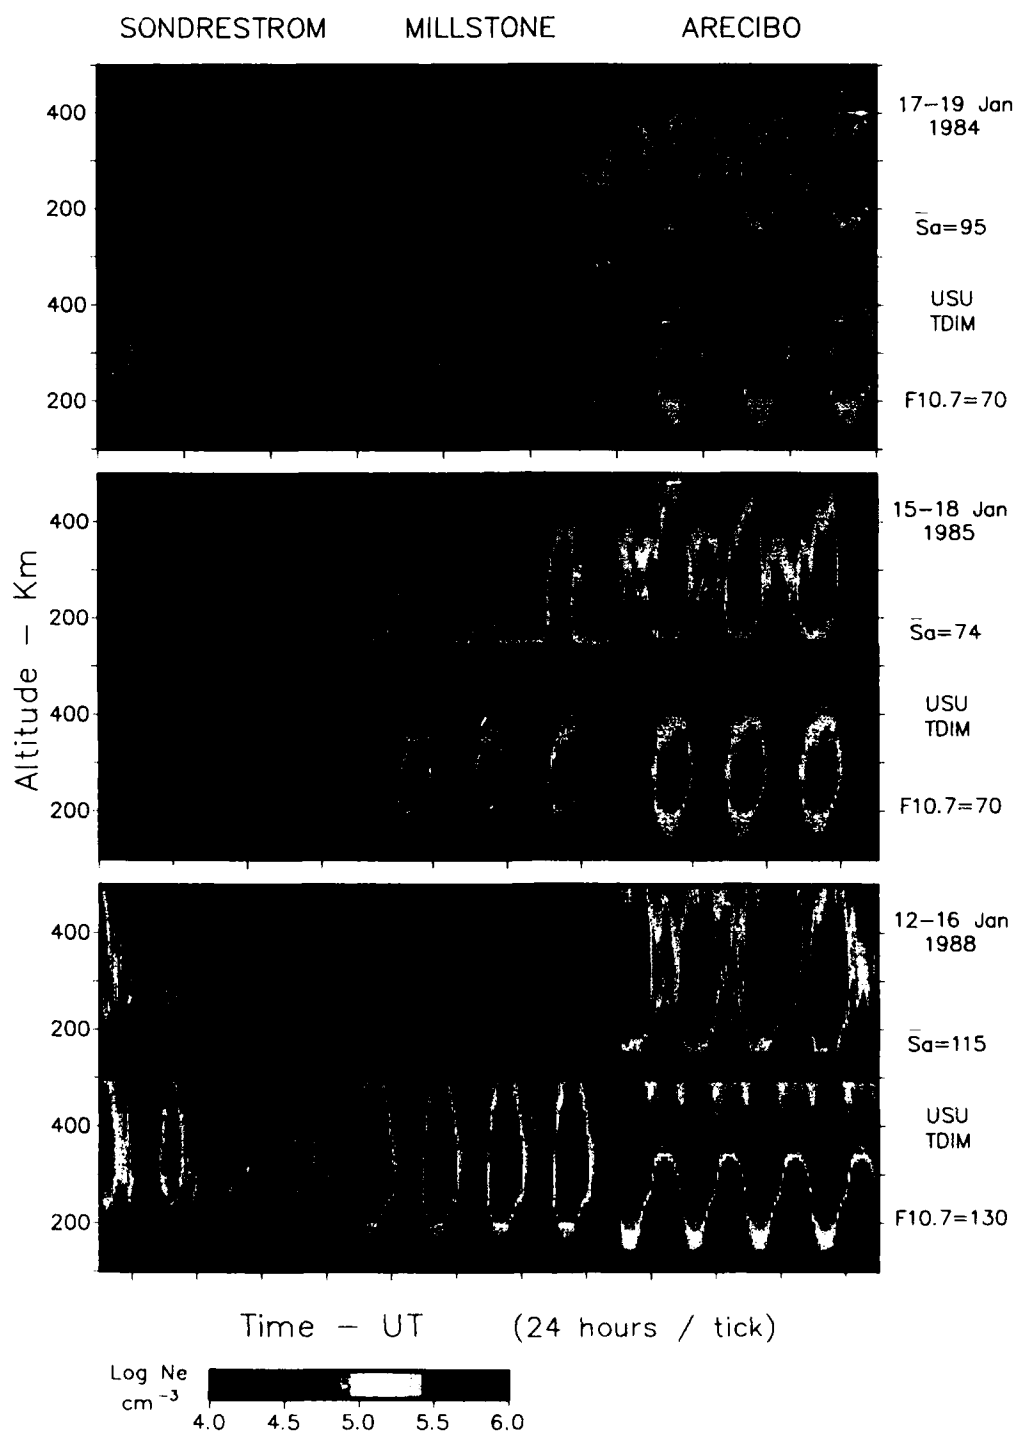 SONDRESTROM MILLSTONE ARECIBO
400
200
400
200
17-19 Jan
1984
S̅a=95
USU
TDIM
F10.7=70
Altitude - Km
400
200
400
200
15-18 Jan
1985
S̅a=74
USU
TDIM
F10.7=70
400
200
400
200
12-16 Jan
1988
S̅a=115
USU
TDIM
F10.7=130
Time - UT (24 hours / tick)
Log Ne
cm⁻³
4.0 4.5 5.0 5.5 6.0